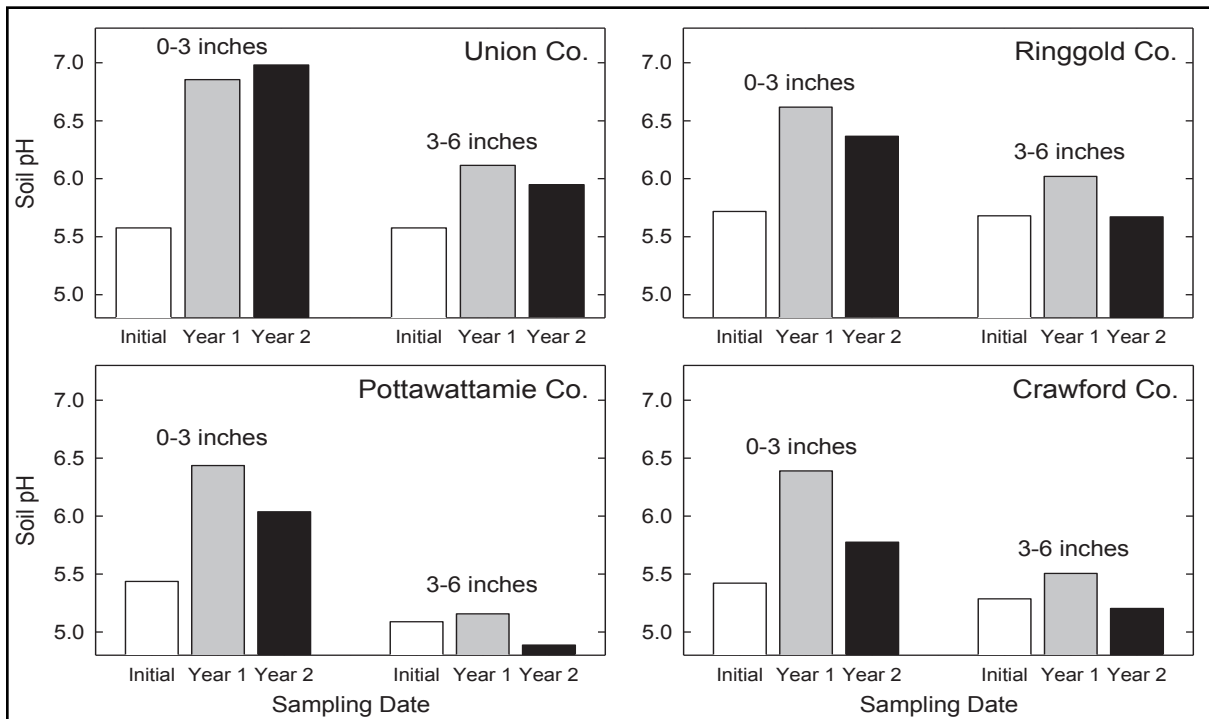 0-3 inches
Union Co.
7.0
6.5
3-6 inches
6.0
5.5
5.0
Soil pH
Initial Year 1 Year 2
Initial Year 1 Year 2
Ringgold Co.
7.0
0-3 inches
6.5
3-6 inches
6.0
5.5
5.0
Initial Year 1 Year 2
Initial Year 1 Year 2
Pottawattamie Co.
7.0
0-3 inches
6.5
6.0
5.5
3-6 inches
5.0
Soil pH
Initial Year 1 Year 2
Initial Year 1 Year 2
Sampling Date
Crawford Co.
7.0
0-3 inches
6.5
6.0
3-6 inches
5.5
5.0
Initial Year 1 Year 2
Initial Year 1 Year 2
Sampling Date